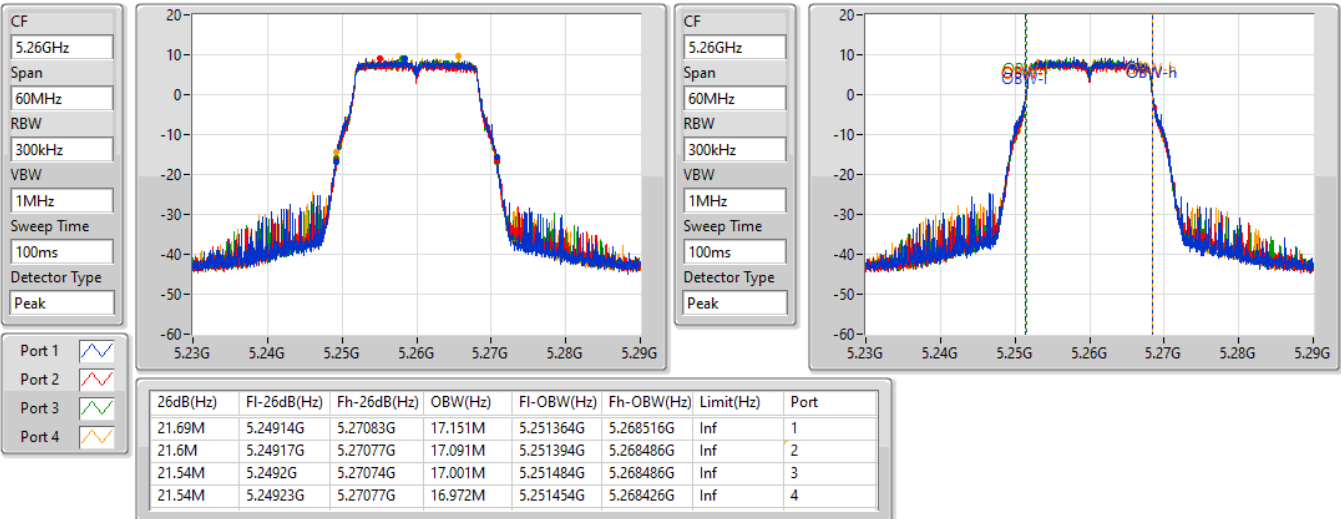 CF
5.26GHz
Span
60MHz
RBW
300kHz
VBW
1MHz
Sweep Time
100ms
Detector Type
Peak
Port 1
Port 2
Port 3
Port 4
20
10
0
-10
-20
-30
-40
-50
-60
5.23G 5.24G 5.25G 5.26G 5.27G 5.28G 5.29G
CF
5.26GHz
Span
60MHz
RBW
300kHz
VBW
1MHz
Sweep Time
100ms
Detector Type
Peak
20
10
0
-10
-20
-30
-40
-50
-60
OBW-l OBW-h
5.23G 5.24G 5.25G 5.26G 5.27G 5.28G 5.29G
26dB(Hz) Fl-26dB(Hz) Fh-26dB(Hz) OBW(Hz) Fl-OBW(Hz) Fh-OBW(Hz) Limit(Hz) Port
21.69M 5.24914G 5.27083G 17.151M 5.251364G 5.268516G Inf 1
21.6M 5.24917G 5.27077G 17.091M 5.251394G 5.268486G Inf 2
21.54M 5.2492G 5.27074G 17.001M 5.251484G 5.268486G Inf 3
21.54M 5.24923G 5.27077G 16.972M 5.251454G 5.268426G Inf 4